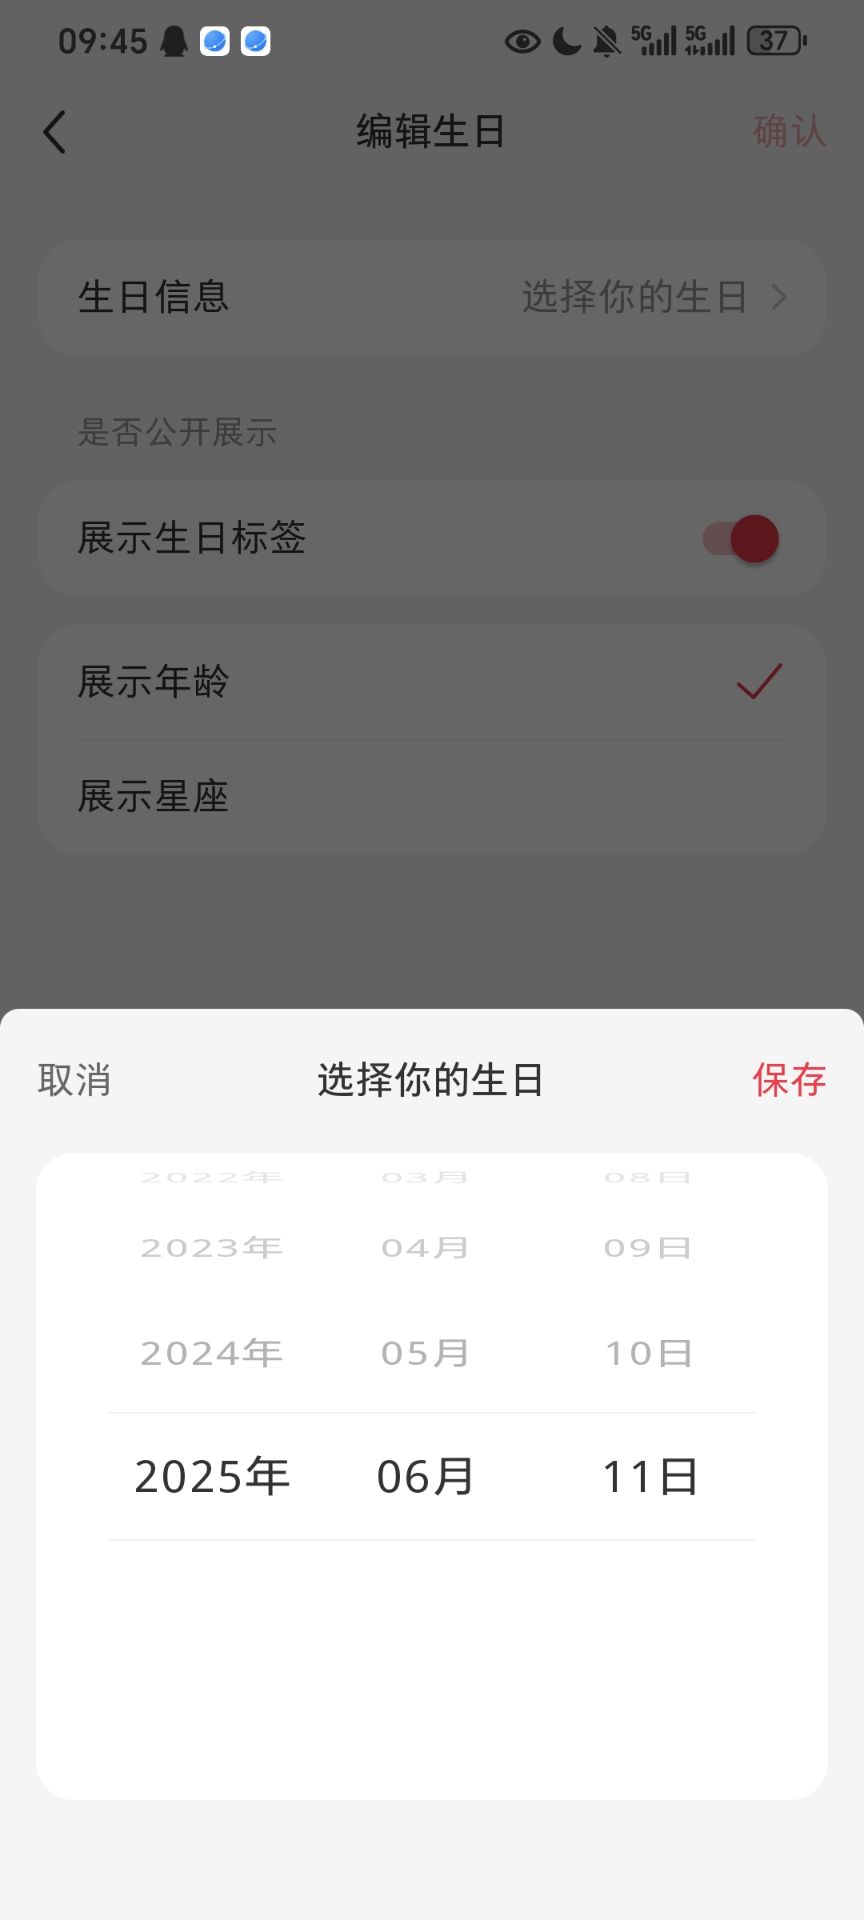 09:45 5G 5G 37
编辑生日 确认
生日信息 选择你的生日
是否公开展示
展示生日标签
展示年龄
展示星座
取消 选择你的生日 保存
2022年 03月 08日
2023年 04月 09日
2024年 05月 10日
2025年 06月 11日